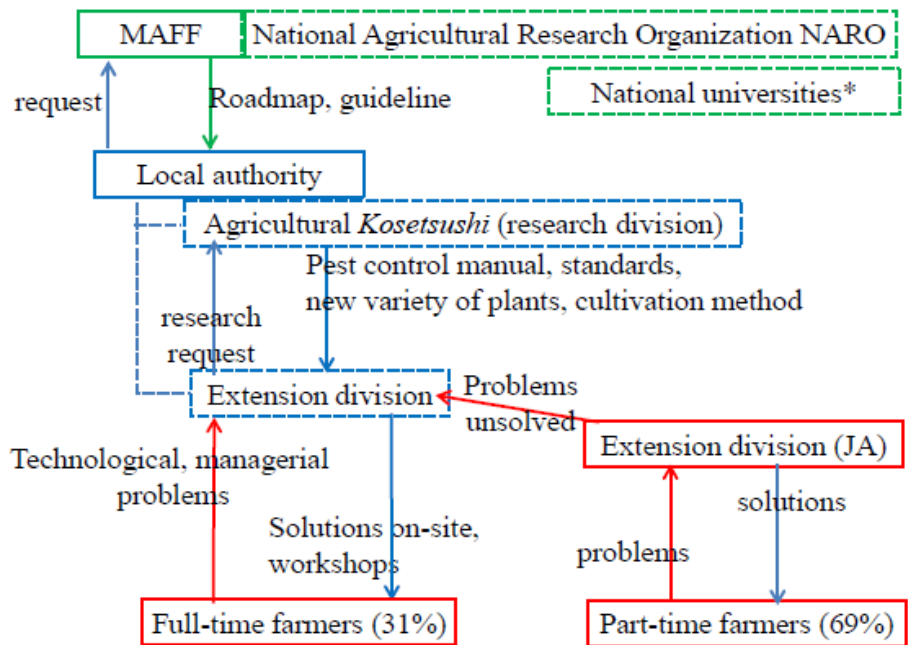 MAFF
National Agricultural Research Organization NARO
National universities*
request
Roadmap, guideline
Local authority
Agricultural Kosetsushi (research division)
Pest control manual, standards,
new variety of plants, cultivation method
research
request
Extension division
Problems
unsolved
Extension division (JA)
Technological, managerial
problems
solutions
Solutions on-site,
workshops
problems
Full-time farmers (31%)
Part-time farmers (69%)